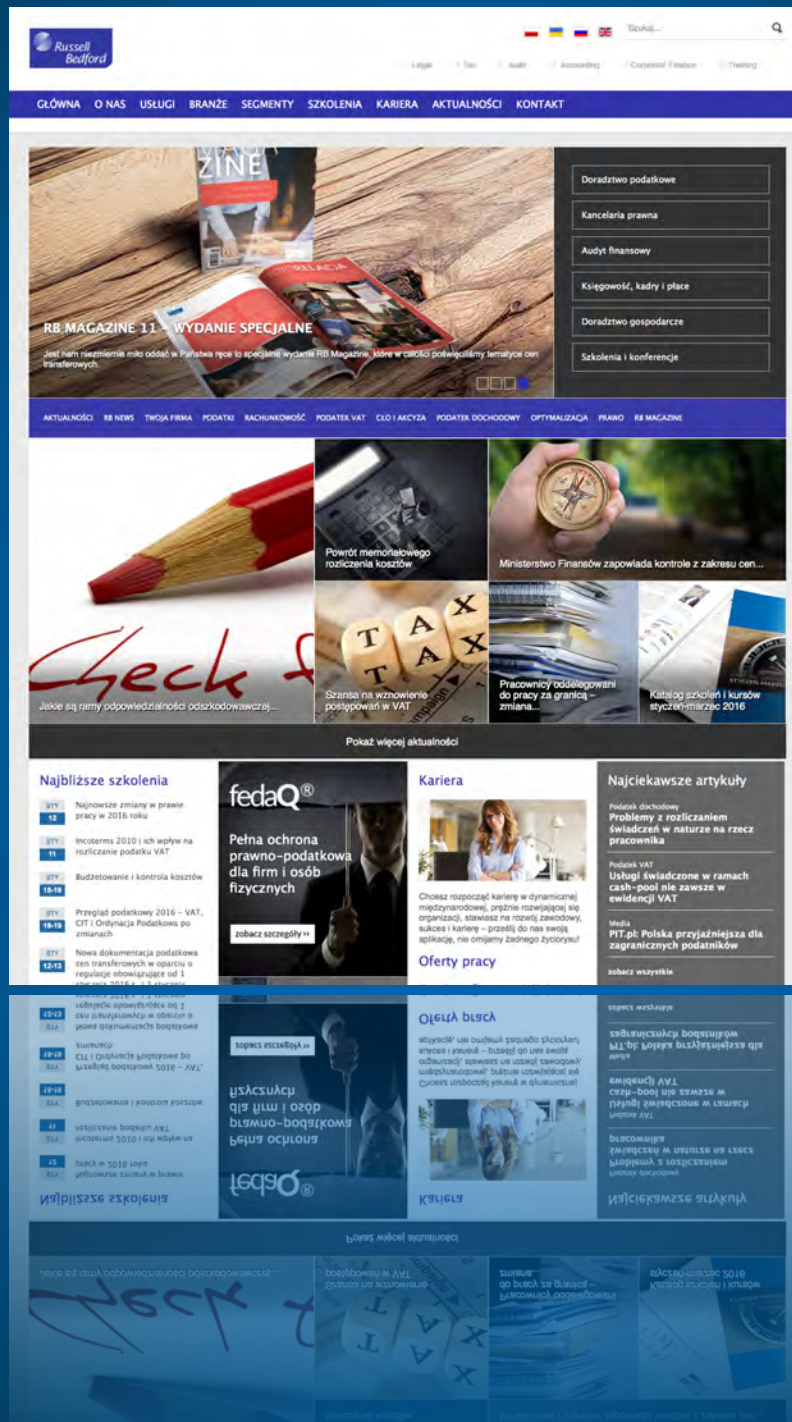 Russell
Bedford
Szukaj...
Legal
Tax
Audit
Accounting
Corporate Finance
Training
GŁÓWNA O NAS USŁUGI BRANŻE SEGMENTY SZKOLENIA KARIERA AKTUALNOŚCI KONTAKT
ZINE
FOTORELACJA
RB MAGAZINE 11 – WYDANIE SPECJALNE
Jest nam niezmiernie miło oddać w Państwa ręce to specjalne wydanie RB Magazine, które w całości poświęciliśmy tematyce cen
transferowych.
Doradztwo podatkowe
Kancelaria prawna
Audyt finansowy
Księgowość, kadry i płace
Doradztwo gospodarcze
Szkolenia i konferencje
AKTUALNOŚCI RB NEWS TWOJA FIRMA PODATKI RACHUNKOWOŚĆ PODATEK VAT CŁO I AKCYZA PODATEK DOCHODOWY OPTYMALIZACJA PRAWO RB MAGAZINE
Check
Jakie są ramy odpowiedzialności odszkodowawczej...
Powrót memoriałowego
rozliczenia kosztów
Ministerstwo Finansów zapowiada kontrole z zakresu cen...
TAX
TAX
Szansa na wznowienie
postępowań w VAT
Pracownicy oddelegowani
do pracy za granicą –
zmiana...
Katalog szkoleń i kursów
styczeń-marzec 2016
Pokaż więcej aktualności
Najbliższe szkolenia
STY
12
Najnowsze zmiany w prawie
pracy w 2016 roku
STY
11
Incoterms 2010 i ich wpływ na
rozliczanie podatku VAT
STY
18-19
Budżetowanie i kontrola kosztów
STY
18-19
Przegląd podatkowy 2016 – VAT,
CIT i Ordynacja Podatkowa po
zmianach
STY
12-13
Nowa dokumentacja podatkowa
cen transferowych w oparciu o
regulacje obowiązujące od 1
stycznia 2016 r. i 1 stycznia
fedaQ®
Pełna ochrona
prawno-podatkowa
dla firm i osób
fizycznych
zobacz szczegóły ››
Kariera
Chcesz rozpocząć karierę w dynamicznej
międzynarodowej, prężnie rozwijającej się
organizacji, stawiasz na rozwój zawodowy,
sukces i karierę – prześlij do nas swoją
aplikację, nie omijamy żadnego życiorysu!
Oferty pracy
Najciekawsze artykuły
Podatek dochodowy
Problemy z rozliczaniem
świadczeń w naturze na rzecz
pracownika
Podatek VAT
Usługi świadczone w ramach
cash-pool nie zawsze w
ewidencji VAT
Media
PIT.pl: Polska przyjaźniejsza dla
zagranicznych podatników
zobacz wszystkie